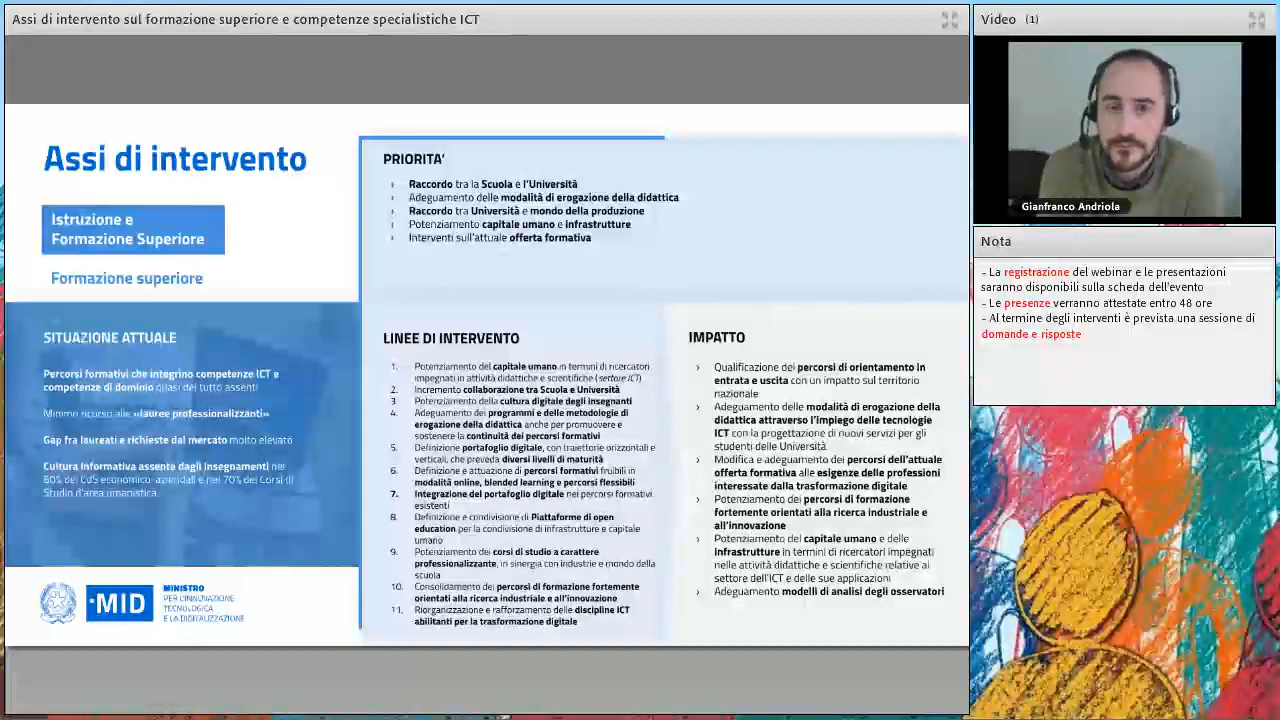 Assi di intervento sul formazione superiore e competenze specialistiche ICT
Assi di intervento
Istruzione e
Formazione Superiore
Formazione superiore
PRIORITA’
› Raccordo tra la Scuola e l’Università
› Adeguamento delle modalità di erogazione della didattica
› Raccordo tra Università e mondo della produzione
› Potenziamento capitale umano e infrastrutture
› Interventi sull’attuale offerta formativa
SITUAZIONE ATTUALE
Percorsi formativi che integrino competenze ICT e
competenze di dominio quasi del tutto assenti
Minimo ricorso alle «lauree professionalizzanti»
Gap fra laureati e richieste dal mercato molto elevato
Cultura informativa assente dagli insegnamenti nei
60% dei CdS economico-aziendali e nel 70% dei Corsi di
Studio d’area umanistica.
LINEE DI INTERVENTO
1. Potenziamento del capitale umano in termini di ricercatori
impegnati in attività didattiche e scientifiche (settore ICT)
2. Incremento collaborazione tra Scuola e Università
3. Potenziamento della cultura digitale degli insegnanti
4. Adeguamento dei programmi e delle metodologie di
erogazione della didattica anche per promuovere e
sostenere la continuità dei percorsi formativi
5. Definizione portafoglio digitale, con traiettorie orizzontali e
verticali, che preveda diversi livelli di maturità
6. Definizione e attuazione di percorsi formativi fruibili in
modalità online, blended learning e percorsi flessibili
7. Integrazione del portafoglio digitale nei percorsi formativi
esistenti
8. Definizione e condivisione di Piattaforme di open
education per la condivisione di infrastrutture e capitale
umano
9. Potenziamento dei corsi di studio a carattere
professionalizzante, in sinergia con industrie e mondo della
scuola
10. Consolidamento dei percorsi di formazione fortemente
orientati alla ricerca industriale e all’innovazione
11. Riorganizzazione e rafforzamento delle discipline ICT
abilitanti per la trasformazione digitale
IMPATTO
› Qualificazione dei percorsi di orientamento in
entrata e uscita con un impatto sul territorio
nazionale
› Adeguamento delle modalità di erogazione della
didattica attraverso l’impiego delle tecnologie
ICT con la progettazione di nuovi servizi per gli
studenti delle Università
› Modifica e adeguamento dei percorsi dell’attuale
offerta formativa alle esigenze delle professioni
interessate dalla trasformazione digitale
› Potenziamento dei percorsi di formazione
fortemente orientati alla ricerca industriale e
all’innovazione
› Potenziamento del capitale umano e delle
infrastrutture in termini di ricercatori impegnati
nelle attività didattiche e scientifiche relative al
settore dell’ICT e delle sue applicazioni
› Adeguamento modelli di analisi degli osservatori
·MID
MINISTRO
PER L’INNOVAZIONE
TECNOLOGICA
E LA DIGITALIZZAZIONE
Video (1)
Gianfranco Andriola
Nota
- La registrazione del webinar e le presentazioni
saranno disponibili sulla scheda dell'evento
- Le presenze verranno attestate entro 48 ore
- Al termine degli interventi è prevista una sessione di
domande e risposte